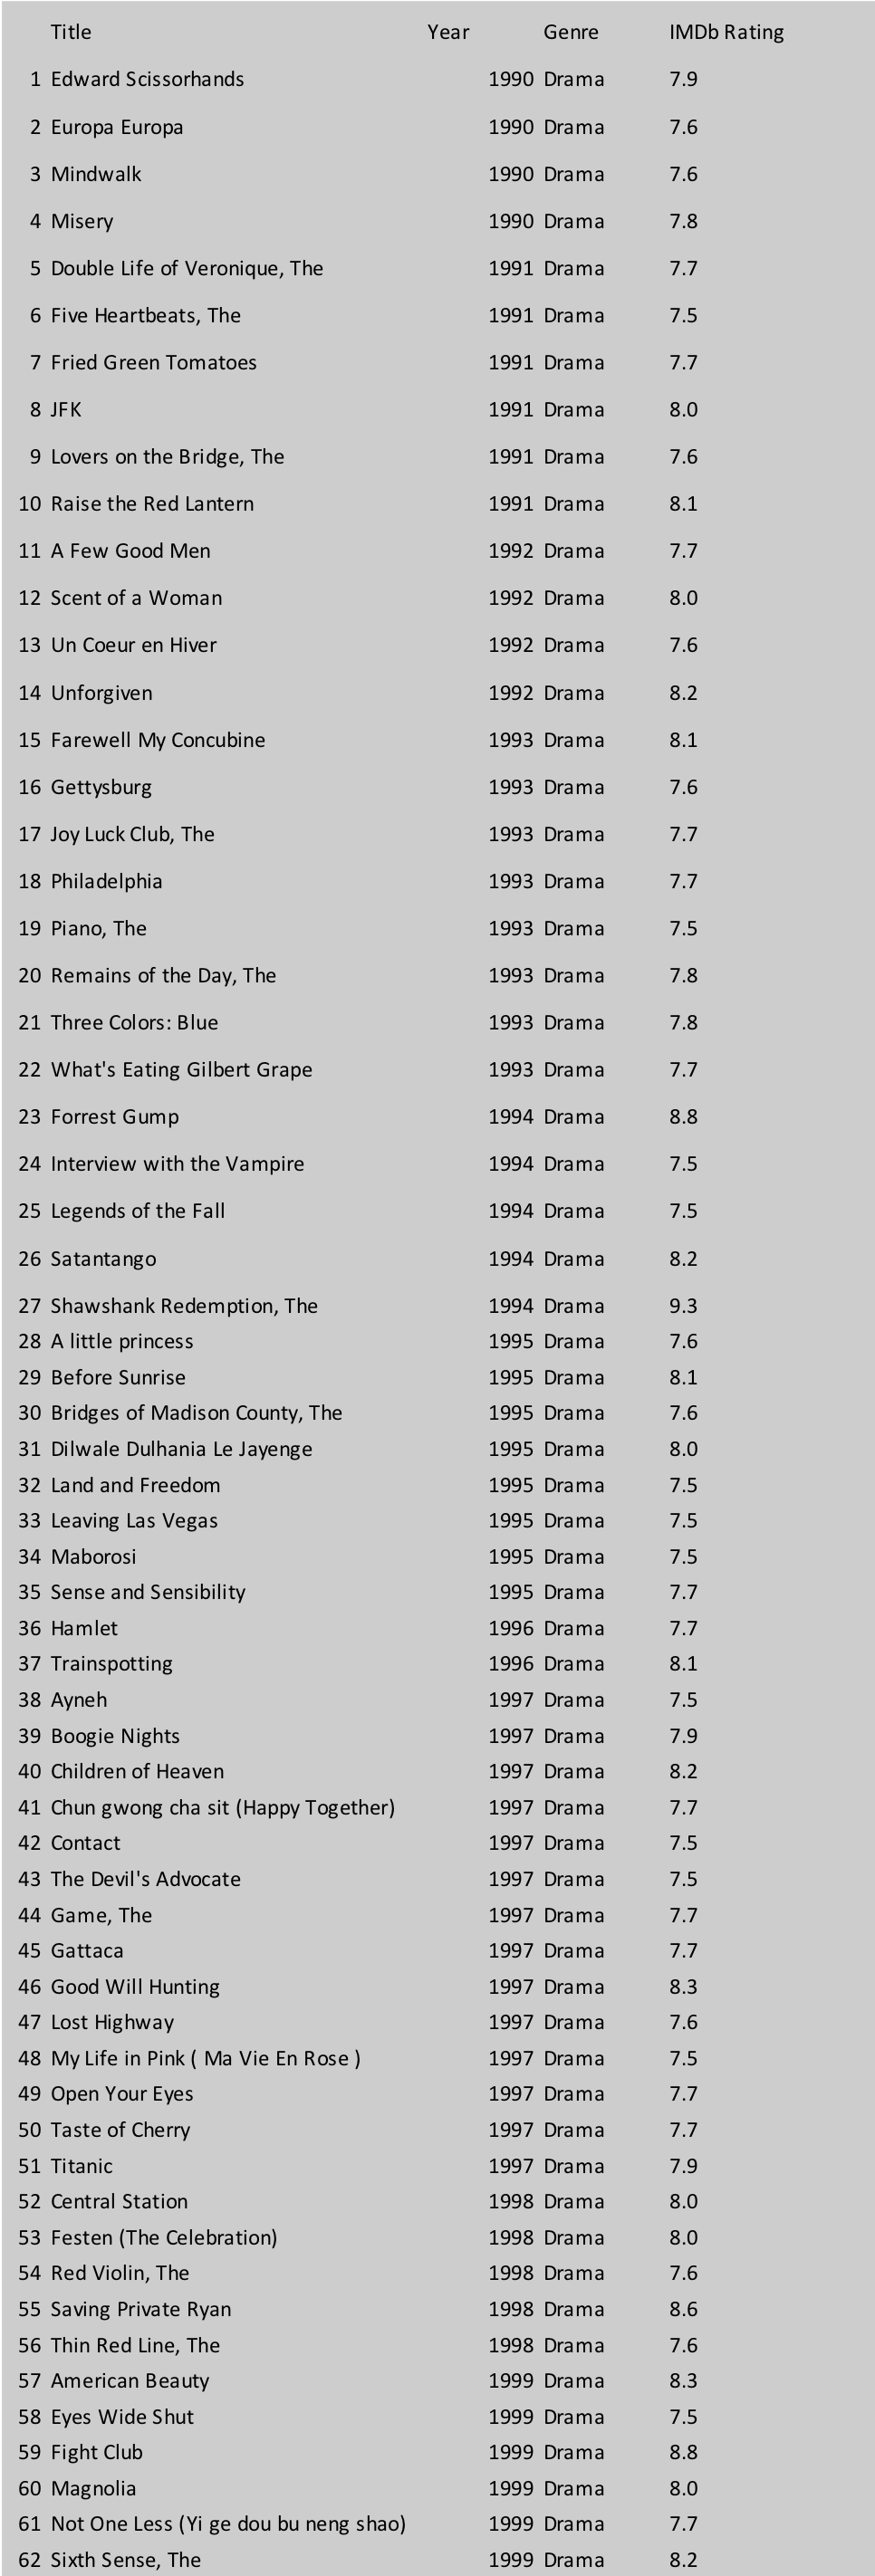 Title Year Genre IMDb Rating
1 Edward Scissorhands 1990 Drama 7.9
2 Europa Europa 1990 Drama 7.6
3 Mindwalk 1990 Drama 7.6
4 Misery 1990 Drama 7.8
5 Double Life of Veronique, The 1991 Drama 7.7
6 Five Heartbeats, The 1991 Drama 7.5
7 Fried Green Tomatoes 1991 Drama 7.7
8 JFK 1991 Drama 8.0
9 Lovers on the Bridge, The 1991 Drama 7.6
10 Raise the Red Lantern 1991 Drama 8.1
11 A Few Good Men 1992 Drama 7.7
12 Scent of a Woman 1992 Drama 8.0
13 Un Coeur en Hiver 1992 Drama 7.6
14 Unforgiven 1992 Drama 8.2
15 Farewell My Concubine 1993 Drama 8.1
16 Gettysburg 1993 Drama 7.6
17 Joy Luck Club, The 1993 Drama 7.7
18 Philadelphia 1993 Drama 7.7
19 Piano, The 1993 Drama 7.5
20 Remains of the Day, The 1993 Drama 7.8
21 Three Colors: Blue 1993 Drama 7.8
22 What's Eating Gilbert Grape 1993 Drama 7.7
23 Forrest Gump 1994 Drama 8.8
24 Interview with the Vampire 1994 Drama 7.5
25 Legends of the Fall 1994 Drama 7.5
26 Satantango 1994 Drama 8.2
27 Shawshank Redemption, The 1994 Drama 9.3
28 A little princess 1995 Drama 7.6
29 Before Sunrise 1995 Drama 8.1
30 Bridges of Madison County, The 1995 Drama 7.6
31 Dilwale Dulhania Le Jayenge 1995 Drama 8.0
32 Land and Freedom 1995 Drama 7.5
33 Leaving Las Vegas 1995 Drama 7.5
34 Maborosi 1995 Drama 7.5
35 Sense and Sensibility 1995 Drama 7.7
36 Hamlet 1996 Drama 7.7
37 Trainspotting 1996 Drama 8.1
38 Ayneh 1997 Drama 7.5
39 Boogie Nights 1997 Drama 7.9
40 Children of Heaven 1997 Drama 8.2
41 Chun gwong cha sit (Happy Together) 1997 Drama 7.7
42 Contact 1997 Drama 7.5
43 The Devil's Advocate 1997 Drama 7.5
44 Game, The 1997 Drama 7.7
45 Gattaca 1997 Drama 7.7
46 Good Will Hunting 1997 Drama 8.3
47 Lost Highway 1997 Drama 7.6
48 My Life in Pink ( Ma Vie En Rose ) 1997 Drama 7.5
49 Open Your Eyes 1997 Drama 7.7
50 Taste of Cherry 1997 Drama 7.7
51 Titanic 1997 Drama 7.9
52 Central Station 1998 Drama 8.0
53 Festen (The Celebration) 1998 Drama 8.0
54 Red Violin, The 1998 Drama 7.6
55 Saving Private Ryan 1998 Drama 8.6
56 Thin Red Line, The 1998 Drama 7.6
57 American Beauty 1999 Drama 8.3
58 Eyes Wide Shut 1999 Drama 7.5
59 Fight Club 1999 Drama 8.8
60 Magnolia 1999 Drama 8.0
61 Not One Less (Yi ge dou bu neng shao) 1999 Drama 7.7
62 Sixth Sense, The 1999 Drama 8.2